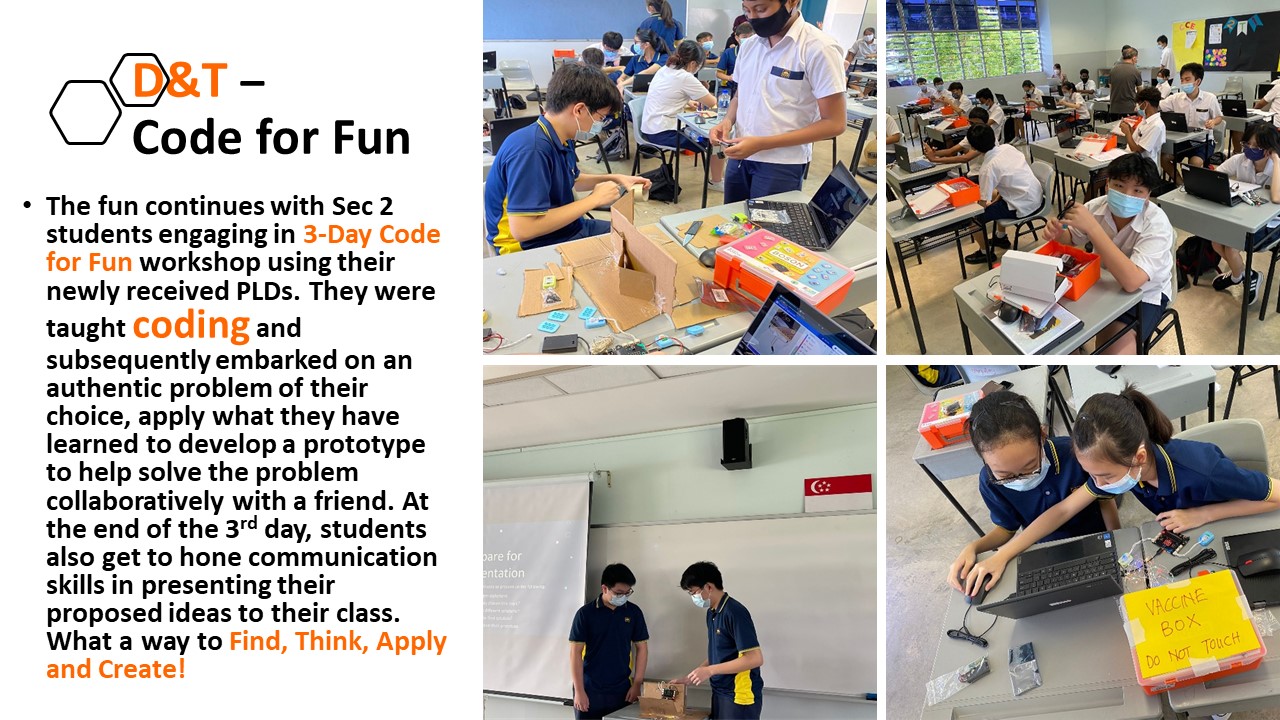 D&T –
Code for Fun
• The fun continues with Sec 2
students engaging in 3-Day Code
for Fun workshop using their
newly received PLDs. They were
taught coding and
subsequently embarked on an
authentic problem of their
choice, apply what they have
learned to develop a prototype
to help solve the problem
collaboratively with a friend. At
the end of the 3rd day, students
also get to hone communication
skills in presenting their
proposed ideas to their class.
What a way to Find, Think, Apply
and Create!
BOSON
pare for
entation
VACCINE
BOX
DO NOT TOUCH